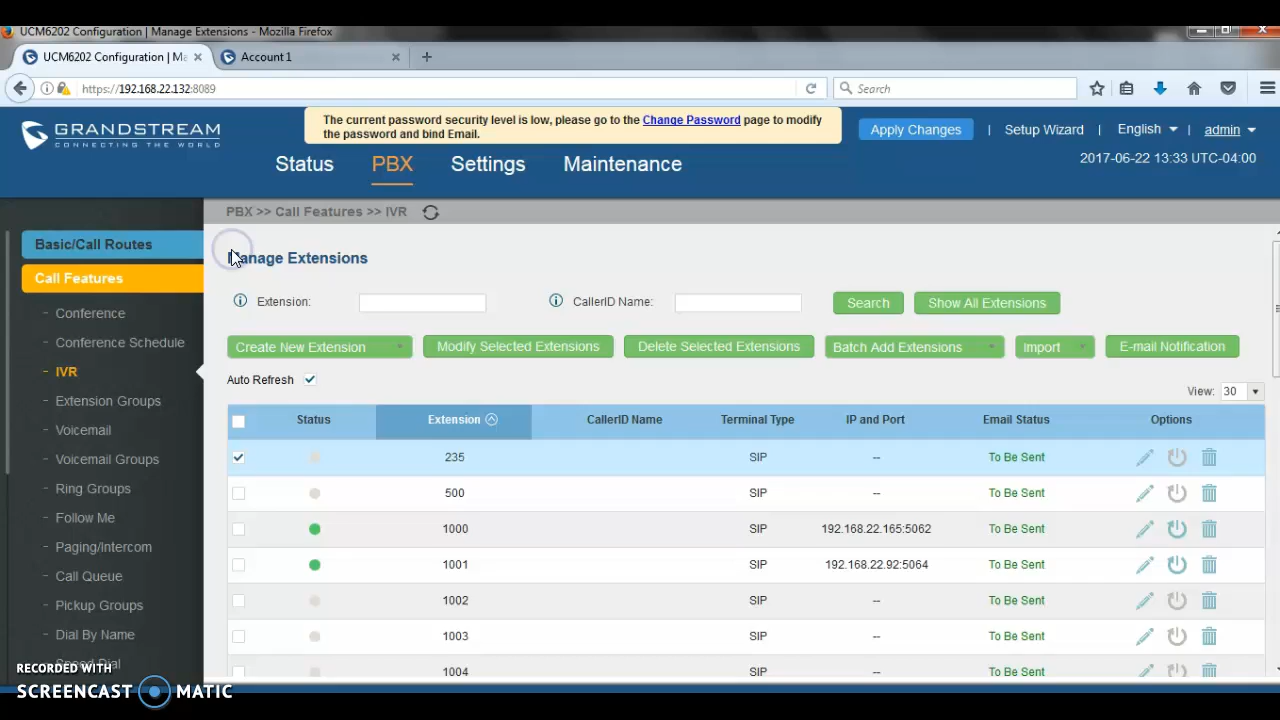 UCM6202 Configuration | Manage Extensions - Mozilla Firefox
UCM6202 Configuration | Ma
Account 1
https://192.168.22.132:8089
Search
GRANDSTREAM
CONNECTING THE WORLD
The current password security level is low, please go to the Change Password page to modify
the password and bind Email.
Apply Changes | Setup Wizard | English | admin
2017-06-22 13:33 UTC-04:00
Status PBX Settings Maintenance
PBX >> Call Features >> IVR
Basic/Call Routes
Call Features
- Conference
- Conference Schedule
- IVR
- Extension Groups
- Voicemail
- Voicemail Groups
- Ring Groups
- Follow Me
- Paging/Intercom
- Call Queue
- Pickup Groups
- Dial By Name
- Speed Dial
Manage Extensions
Extension: CallerID Name: Search Show All Extensions
Create New Extension Modify Selected Extensions Delete Selected Extensions Batch Add Extensions Import E-mail Notification
Auto Refresh
View: 30
Status Extension CallerID Name Terminal Type IP and Port Email Status Options
235 SIP -- To Be Sent
500 SIP -- To Be Sent
1000 SIP 192.168.22.165:5062 To Be Sent
1001 SIP 192.168.22.92:5064 To Be Sent
1002 SIP -- To Be Sent
1003 SIP -- To Be Sent
1004 SIP -- To Be Sent
RECORDED WITH
SCREENCAST MATIC